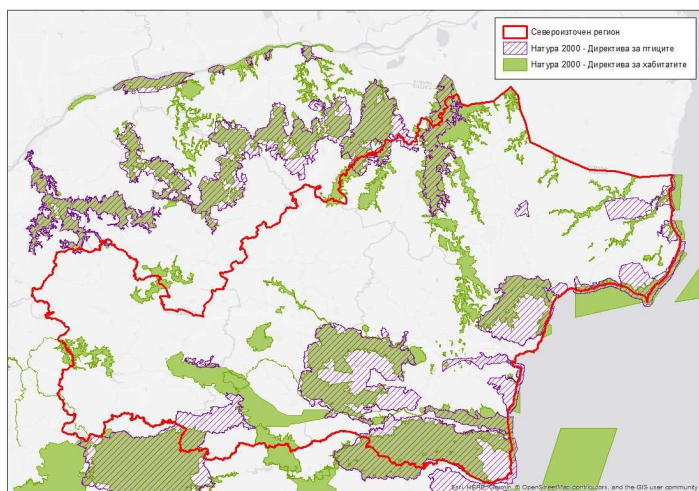 Североизточен регион
Натура 2000 - Директива за птиците
Натура 2000 - Директива за хабитатите
Esri, HERE, Garmin, © OpenStreetMap contributors, and the GIS user community